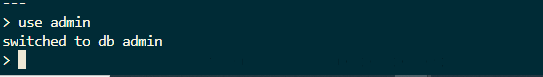 ---
> use admin
switched to db admin
>